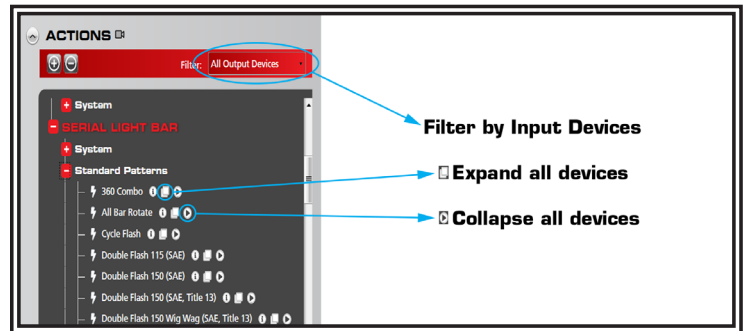 ACTIONS
Filter: All Output Devices
System
SERIAL LIGHT BAR
System
Standard Patterns
360 Combo
All Bar Rotate
Cycle Flash
Double Flash 115 (SAE)
Double Flash 150 (SAE)
Double Flash 150 (SAE, Title 13)
Double Flash 150 Wig Wag (SAE, Title 13)
Filter by Input Devices
Expand all devices
Collapse all devices